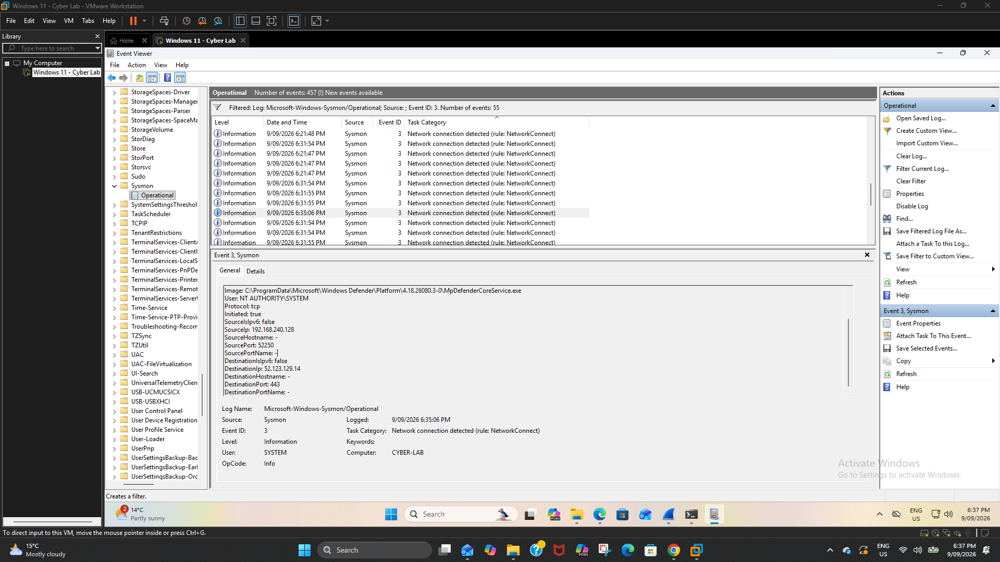 Windows 11 - Cyber Lab - VMware Workstation
File Edit View VM Tabs Help
Library
Type here to search
My Computer
Windows 11 - Cyber Lab
Home
Windows 11 - Cyber Lab
Event Viewer
File Action View Help
StorageSpaces-Driver
StorageSpaces-Manager
StorageSpaces-Parser
StorageSpaces-SpaceMa
StorageVolume
StorDiag
Store
StorPort
Storsvc
Sudo
Sysmon
Operational
SystemSettingsThreshol
TaskScheduler
TCPIP
TenantRestrictions
TerminalServices-ClientA
TerminalServices-ClientU
TerminalServices-LocalS
TerminalServices-PnPDe
TerminalServices-Printer
TerminalServices-Remot
TerminalServices-ServerU
Time-Service
Time-Service-PTP-Provi
Troubleshooting-Recom
TZSync
TZUtil
UAC
UAC-FileVirtualization
UI-Search
UniversalTelemetryClien
USB-UCMUCSICX
USB-USBXHCI
User Control Panel
User Device Registration
User Profile Service
User-Loader
UserPnp
UserSettingsBackup-Bac
UserSettingsBackup-Earl
UserSettingsBackup-Orc
Operational Number of events: 457 (!) New events available
Filtered: Log: Microsoft-Windows-Sysmon/Operational; Source: ; Event ID: 3. Number of events: 55
Level Date and Time Source Event ID Task Category
Information 9/09/2026 6:21:48 PM Sysmon 3 Network connection detected (rule: NetworkConnect)
Information 9/09/2026 6:31:54 PM Sysmon 3 Network connection detected (rule: NetworkConnect)
Information 9/09/2026 6:21:47 PM Sysmon 3 Network connection detected (rule: NetworkConnect)
Information 9/09/2026 6:21:47 PM Sysmon 3 Network connection detected (rule: NetworkConnect)
Information 9/09/2026 6:21:47 PM Sysmon 3 Network connection detected (rule: NetworkConnect)
Information 9/09/2026 6:31:54 PM Sysmon 3 Network connection detected (rule: NetworkConnect)
Information 9/09/2026 6:31:55 PM Sysmon 3 Network connection detected (rule: NetworkConnect)
Information 9/09/2026 6:31:55 PM Sysmon 3 Network connection detected (rule: NetworkConnect)
Information 9/09/2026 6:35:06 PM Sysmon 3 Network connection detected (rule: NetworkConnect)
Information 9/09/2026 6:31:54 PM Sysmon 3 Network connection detected (rule: NetworkConnect)
Information 9/09/2026 6:31:54 PM Sysmon 3 Network connection detected (rule: NetworkConnect)
Information 9/09/2026 6:31:55 PM Sysmon 3 Network connection detected (rule: NetworkConnect)
Event 3, Sysmon
General Details
Image: C:\ProgramData\Microsoft\Windows Defender\Platform\4.18.26080.3-0\MpDefenderCoreService.exe
User: NT AUTHORITY\SYSTEM
Protocol: tcp
Initiated: true
SourceIsIpv6: false
SourceIp: 192.168.240.128
SourceHostname: -
SourcePort: 52250
SourcePortName: -
DestinationIsIpv6: false
DestinationIp: 52.123.129.14
DestinationHostname: -
DestinationPort: 443
DestinationPortName: -
Log Name: Microsoft-Windows-Sysmon/Operational
Source: Sysmon Logged: 9/09/2026 6:35:06 PM
Event ID: 3 Task Category: Network connection detected (rule: NetworkConnect)
Level: Information Keywords:
User: SYSTEM Computer: CYBER-LAB
OpCode: Info
Actions
Operational
Open Saved Log...
Create Custom View...
Import Custom View...
Clear Log...
Filter Current Log...
Clear Filter
Properties
Disable Log
Find...
Save Filtered Log File As...
Attach a Task To this Log...
Save Filter to Custom View...
View
Refresh
Help
Event 3, Sysmon
Event Properties
Attach Task To This Event...
Save Selected Events...
Copy
Refresh
Help
Activate Windows
Go to Settings to activate Windows.
Creates a filter.
2
14°C
Partly sunny
Search
M365
ENG
US
6:37 PM
9/09/2026
To direct input to this VM, move the mouse pointer inside or press Ctrl+G.
15°C
Mostly cloudy
Search
M365
ENG
US
6:37 PM
9/09/2026